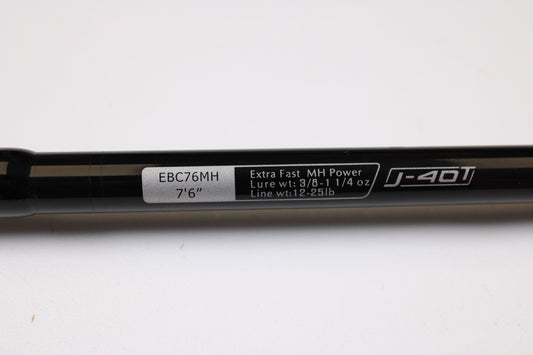 EBC76MH
7'6"
Extra Fast MH Power
Lure wt: 3/8-1 1/4 oz
Line wt:12-25lb
J-40T